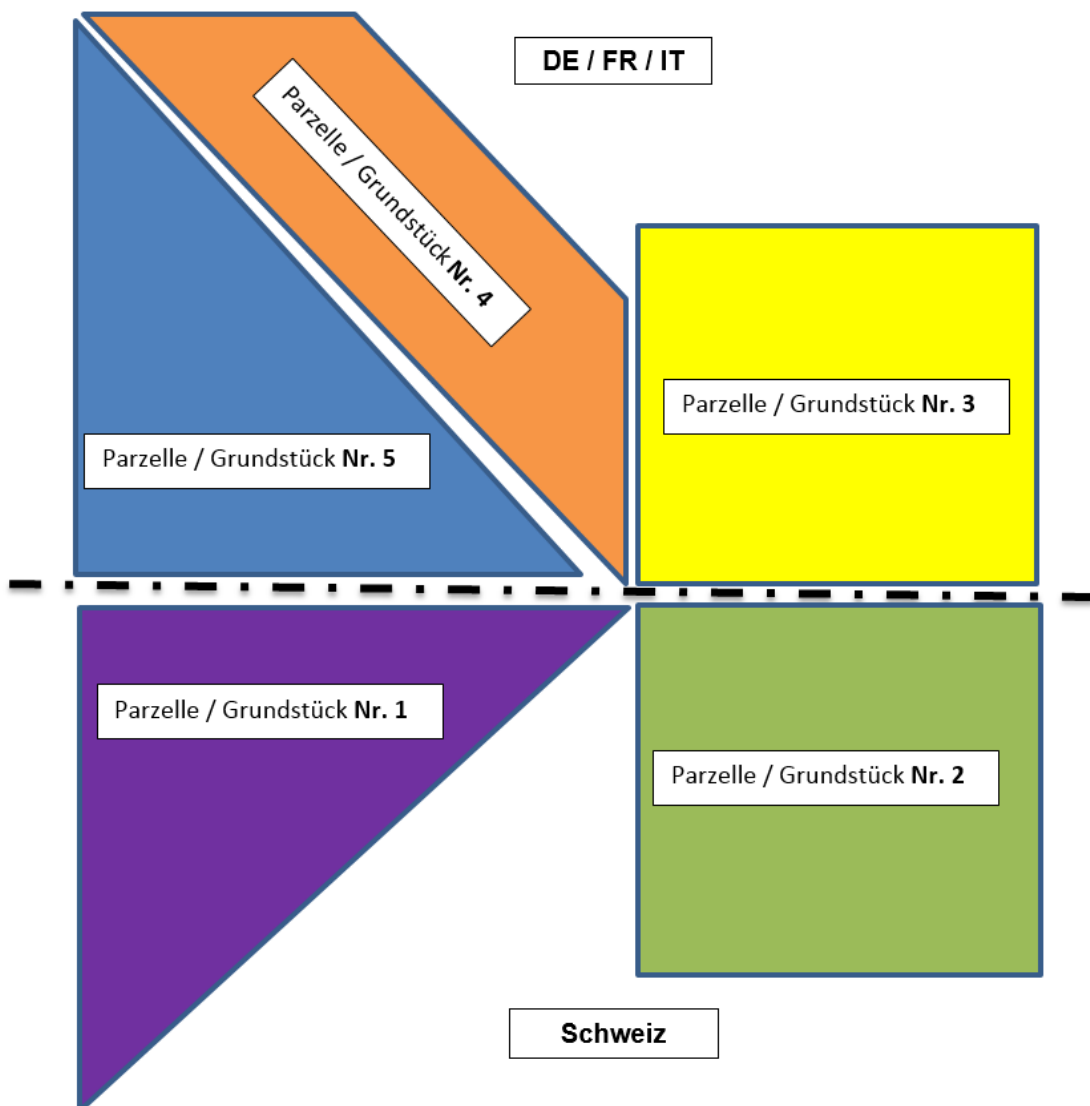 DE / FR / IT
Parzelle / Grundstück Nr. 4
Parzelle / Grundstück Nr. 3
Parzelle / Grundstück Nr. 5
Parzelle / Grundstück Nr. 1
Parzelle / Grundstück Nr. 2
Schweiz